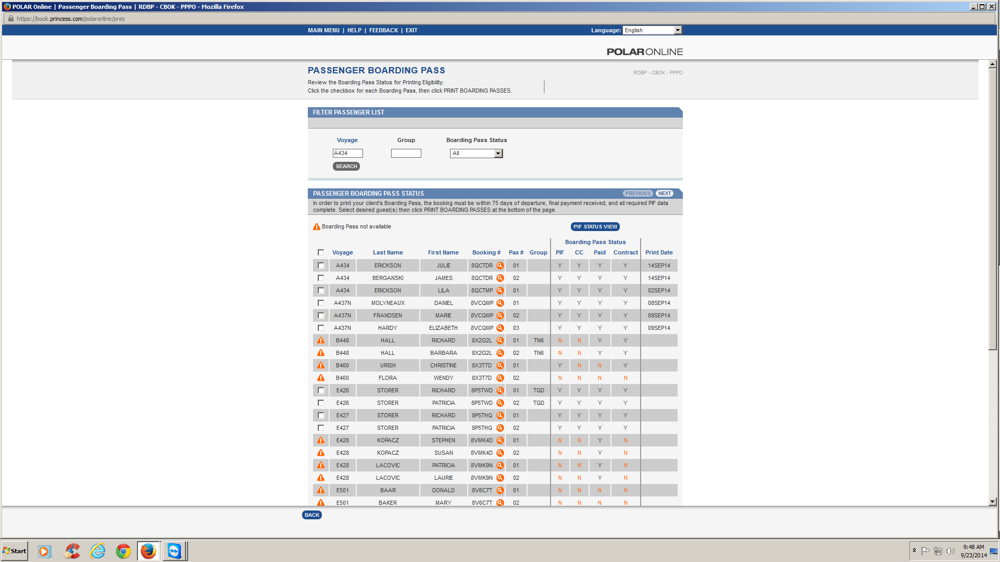 POLAR Online | Passenger Boarding Pass | RDBP - CBOK - PPPO - Mozilla Firefox
https://book.princess.com/polaronline/pres
MAIN MENU | HELP | FEEDBACK | EXIT Language: English
POLARONLINE
PASSENGER BOARDING PASS
RDBP - CBOK - PPPO
Review the Boarding Pass Status for Printing Eligibility.
Click the checkbox for each Boarding Pass, then click PRINT BOARDING PASSES.
FILTER PASSENGER LIST
Voyage Group Boarding Pass Status
A434 All
SEARCH
PASSENGER BOARDING PASS STATUS PREVIOUS NEXT
In order to print your client's Boarding Pass, the booking must be within 75 days of departure, final payment received, and all required PIF data
complete. Select desired guest(s) then click PRINT BOARDING PASSES at the bottom of the page.
Boarding Pass not available PIF STATUS VIEW
Boarding Pass Status
Voyage Last Name First Name Booking # Pax # Group PIF CC Paid Contract Print Date
A434 ERICKSON JULIE 8QCTDR 01 Y Y Y Y 14SEP14
A434 BERGANSKI JAMES 8QCTDR 02 Y Y Y Y 14SEP14
A434 ERICKSON LILA 8QCTMP 01 Y Y Y Y 02SEP14
A437N MOLYNEAUX DANIEL 8VCQMP 01 Y Y Y Y 08SEP14
A437N FRANDSEN MARIE 8VCQMP 02 Y Y Y Y 09SEP14
A437N HARDY ELIZABETH 8VCQMP 03 Y Y Y Y 09SEP14
B448 HALL RICHARD 8X2G2L 01 TN6 N N Y Y
B448 HALL BARBARA 8X2G2L 02 TN6 N N Y Y
B460 URISH CHRISTINE 8X3T7D 01 Y N N Y
B460 FLORA WENDY 8X3T7D 02 N N N N
E426 STORER RICHARD 8P5TWD 01 TQD Y Y Y Y
E426 STORER PATRICIA 8P5TWD 02 TQD Y Y Y Y
E427 STORER RICHARD 8P5THQ 01 Y Y Y Y
E427 STORER PATRICIA 8P5THQ 02 Y Y Y Y
E428 KOPACZ STEPHEN 8VMK4D 01 N N Y N
E428 KOPACZ SUSAN 8VMK4D 02 N N Y N
E428 LACOVIC PATRICIA 8VMK9N 01 N N Y N
E428 LACOVIC LAURIE 8VMK9N 02 N N Y N
E501 BAAR DONALD 8V6C7T 01 N N N N
E501 BAKER MARY 8V6C7T 02 N N N N
BACK
Start
9:48 AM
9/23/2014